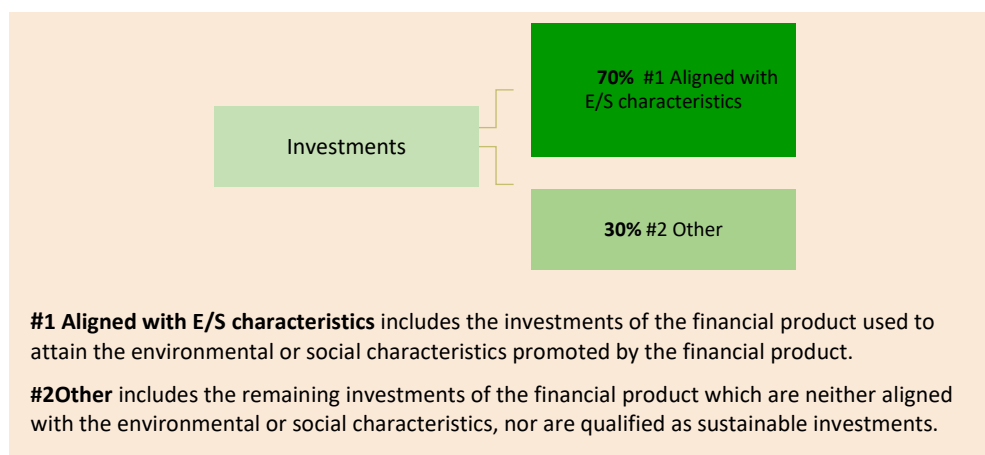 70% #1 Aligned with
E/S characteristics
Investments
30% #2 Other
#1 Aligned with E/S characteristics includes the investments of the financial product used to
attain the environmental or social characteristics promoted by the financial product.
#2Other includes the remaining investments of the financial product which are neither aligned
with the environmental or social characteristics, nor are qualified as sustainable investments.